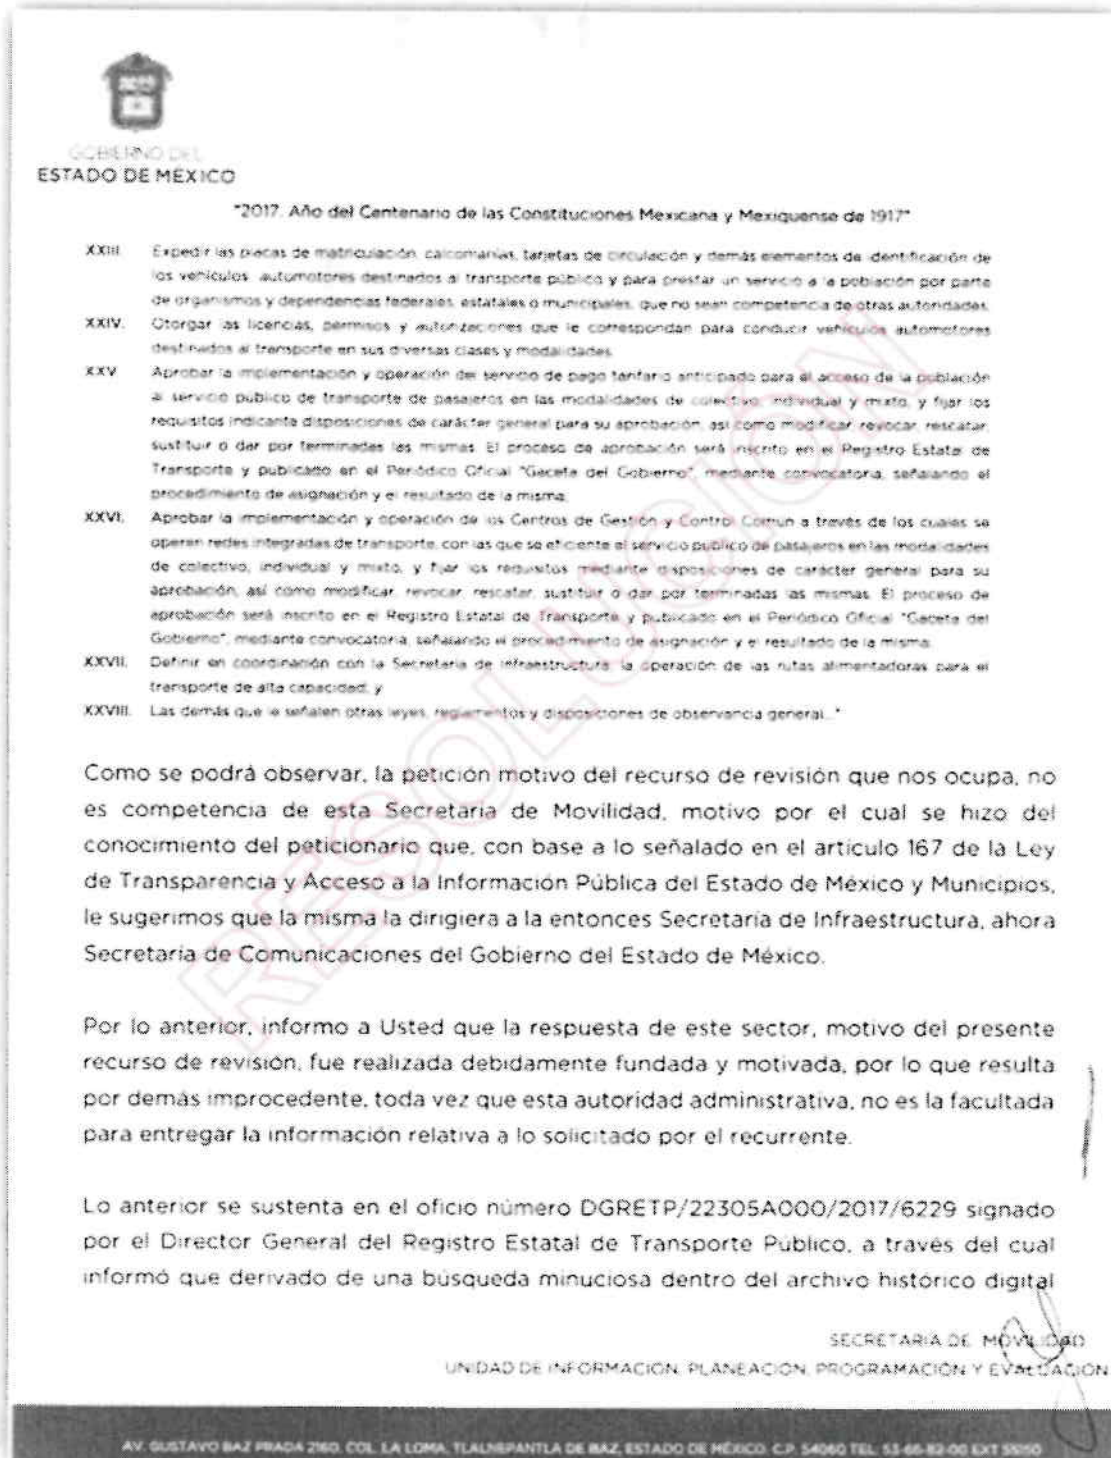 GOBIERNO DEL
ESTADO DE MÉXICO
"2017. Año del Centenario de las Constituciones Mexicana y Mexiquense de 1917"
XXIII. Expedir las placas de matriculación, calcomanías, tarjetas de circulación y demás elementos de identificación de
los vehículos automotores destinados al transporte público y para prestar un servicio a la población por parte
de organismos y dependencias federales, estatales o municipales, que no sean competencia de otras autoridades.
XXIV. Otorgar las licencias, permisos y autorizaciones que le correspondan para conducir vehículos automotores
destinados al transporte en sus diversas clases y modalidades.
XXV. Aprobar la implementación y operación del servicio de pago tarifario anticipado para el acceso de la población
al servicio público de transporte de pasajeros en las modalidades de colectivo, individual y mixto, y fijar los
requisitos indicante disposiciones de carácter general para su aprobación, así como modificar, revocar, rescatar,
sustituir o dar por terminadas las mismas. El proceso de aprobación será inscrito en el Registro Estatal de
Transporte y publicado en el Periódico Oficial "Gaceta del Gobierno", mediante convocatoria, señalando el
procedimiento de asignación y el resultado de la misma;
XXVI. Aprobar la implementación y operación de los Centros de Gestión y Control Común a través de los cuales se
operen redes integradas de transporte, con las que se eficiente el servicio público de pasajeros en las modalidades
de colectivo, individual y mixto, y fijar los requisitos mediante disposiciones de carácter general para su
aprobación, así como modificar, revocar, rescatar, sustituir o dar por terminadas las mismas. El proceso de
aprobación será inscrito en el Registro Estatal de Transporte y publicado en el Periódico Oficial "Gaceta del
Gobierno", mediante convocatoria, señalando el procedimiento de asignación y el resultado de la misma;
XXVII. Definir en coordinación con la Secretaría de Infraestructura, la operación de las rutas alimentadoras para el
transporte de alta capacidad, y
XXVIII. Las demás que le señalen otras leyes, reglamentos y disposiciones de observancia general..."
Como se podrá observar, la petición motivo del recurso de revisión que nos ocupa, no
es competencia de esta Secretaría de Movilidad, motivo por el cual se hizo del
conocimiento del peticionario que, con base a lo señalado en el artículo 167 de la Ley
de Transparencia y Acceso a la Información Pública del Estado de México y Municipios,
le sugerimos que la misma la dirigiera a la entonces Secretaría de Infraestructura, ahora
Secretaría de Comunicaciones del Gobierno del Estado de México.
Por lo anterior, informo a Usted que la respuesta de este sector, motivo del presente
recurso de revisión, fue realizada debidamente fundada y motivada, por lo que resulta
por demás improcedente, toda vez que esta autoridad administrativa, no es la facultada
para entregar la información relativa a lo solicitado por el recurrente.
Lo anterior se sustenta en el oficio número DGRETP/22305A000/2017/6229 signado
por el Director General del Registro Estatal de Transporte Público, a través del cual
informó que derivado de una búsqueda minuciosa dentro del archivo histórico digital
RESOLUCIÓN
SECRETARÍA DE MOVILIDAD
UNIDAD DE INFORMACIÓN, PLANEACIÓN, PROGRAMACIÓN Y EVALUACIÓN
AV. GUSTAVO BAZ PRADA 2160, COL. LA LOMA, TLALNEPANTLA DE BAZ, ESTADO DE MÉXICO. C.P. 54060 TEL. 53-66-82-00 EXT 55150